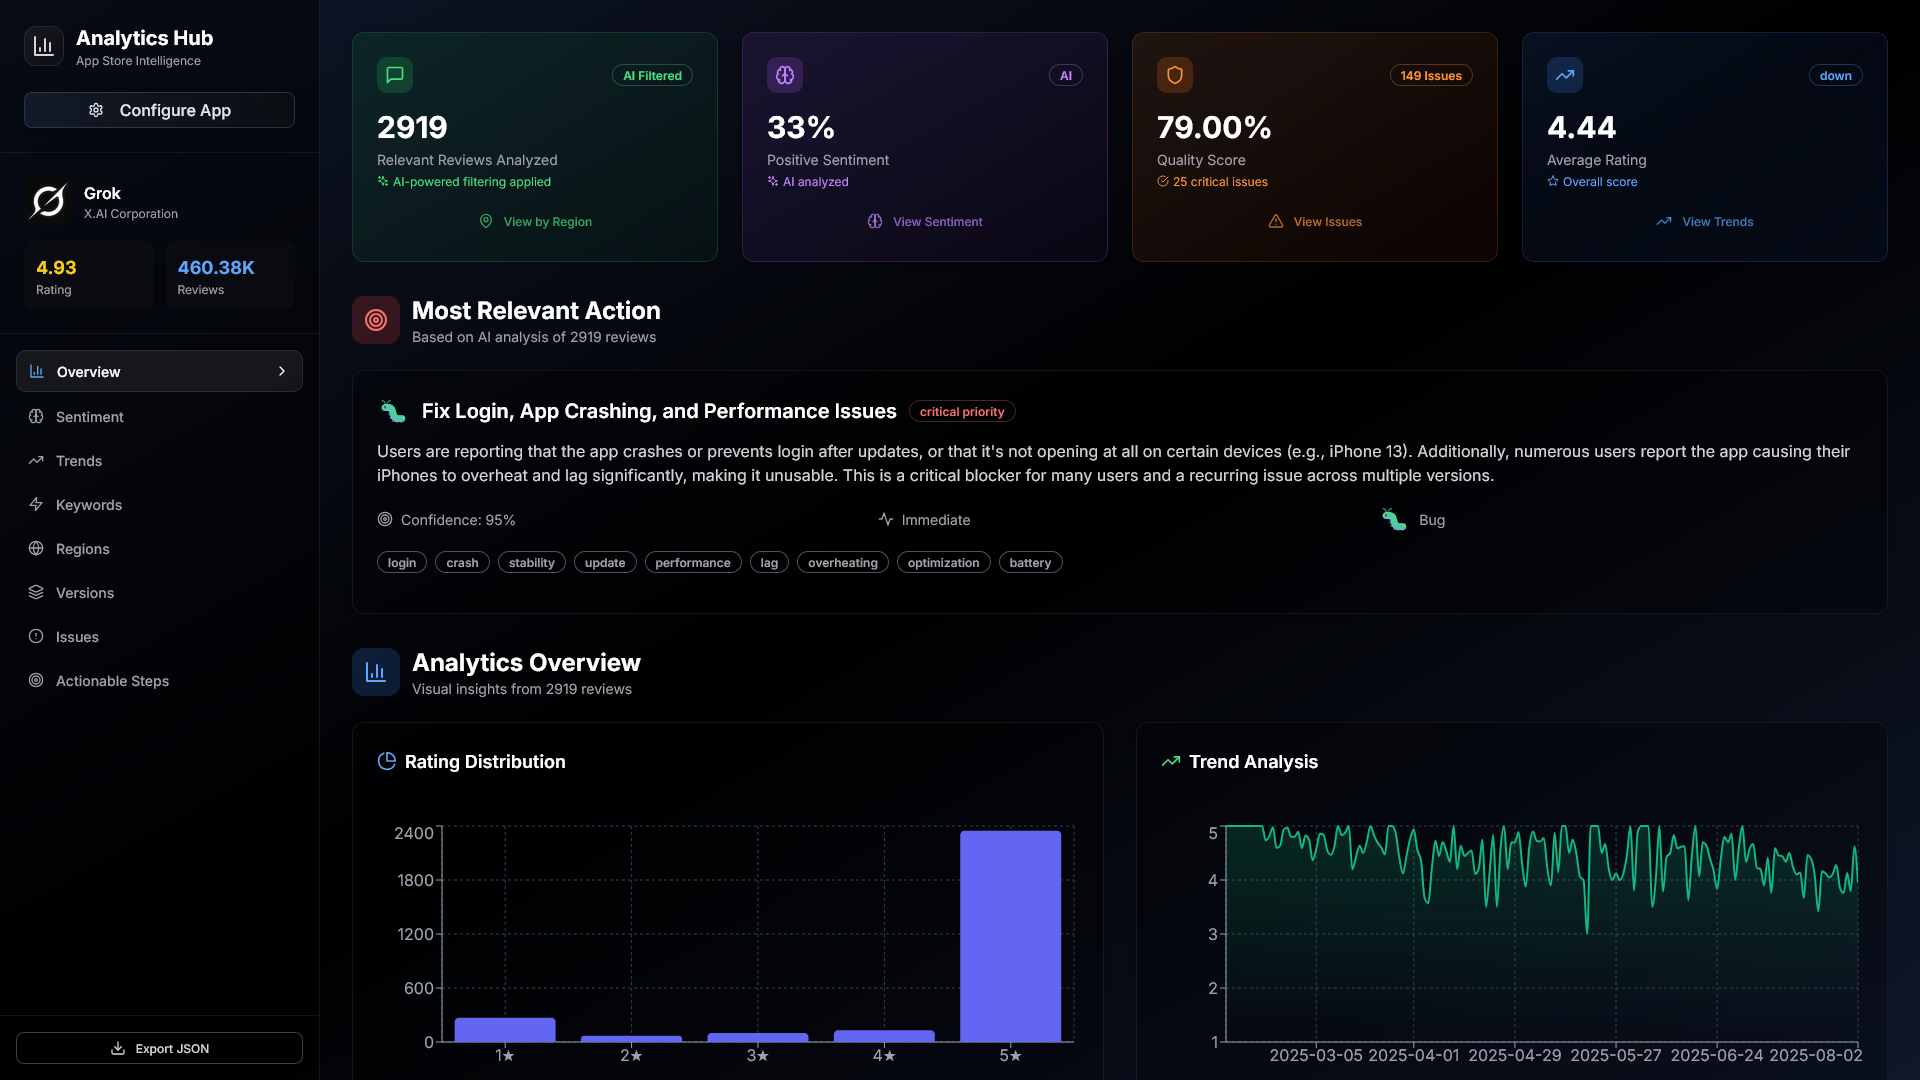 Analytics Hub
App Store Intelligence
Configure App
Grok
X.AI Corporation
4.93
Rating
460.38K
Reviews
Overview
Sentiment
Trends
Keywords
Regions
Versions
Issues
Actionable Steps
Export JSON
AI Filtered
2919
Relevant Reviews Analyzed
AI-powered filtering applied
View by Region
AI
33%
Positive Sentiment
AI analyzed
View Sentiment
149 Issues
79.00%
Quality Score
25 critical issues
View Issues
down
4.44
Average Rating
Overall score
View Trends
Most Relevant Action
Based on AI analysis of 2919 reviews
Fix Login, App Crashing, and Performance Issues critical priority
Users are reporting that the app crashes or prevents login after updates, or that it's not opening at all on certain devices (e.g., iPhone 13). Additionally, numerous users report the app causing their
iPhones to overheat and lag significantly, making it unusable. This is a critical blocker for many users and a recurring issue across multiple versions.
Confidence: 95% Immediate Bug
login crash stability update performance lag overheating optimization battery
Analytics Overview
Visual insights from 2919 reviews
Rating Distribution
2400
1800
1200
600
0
1★ 2★ 3★ 4★ 5★
Trend Analysis
5
4
3
2
1
2025-03-05 2025-04-01 2025-04-29 2025-05-27 2025-06-24 2025-08-02